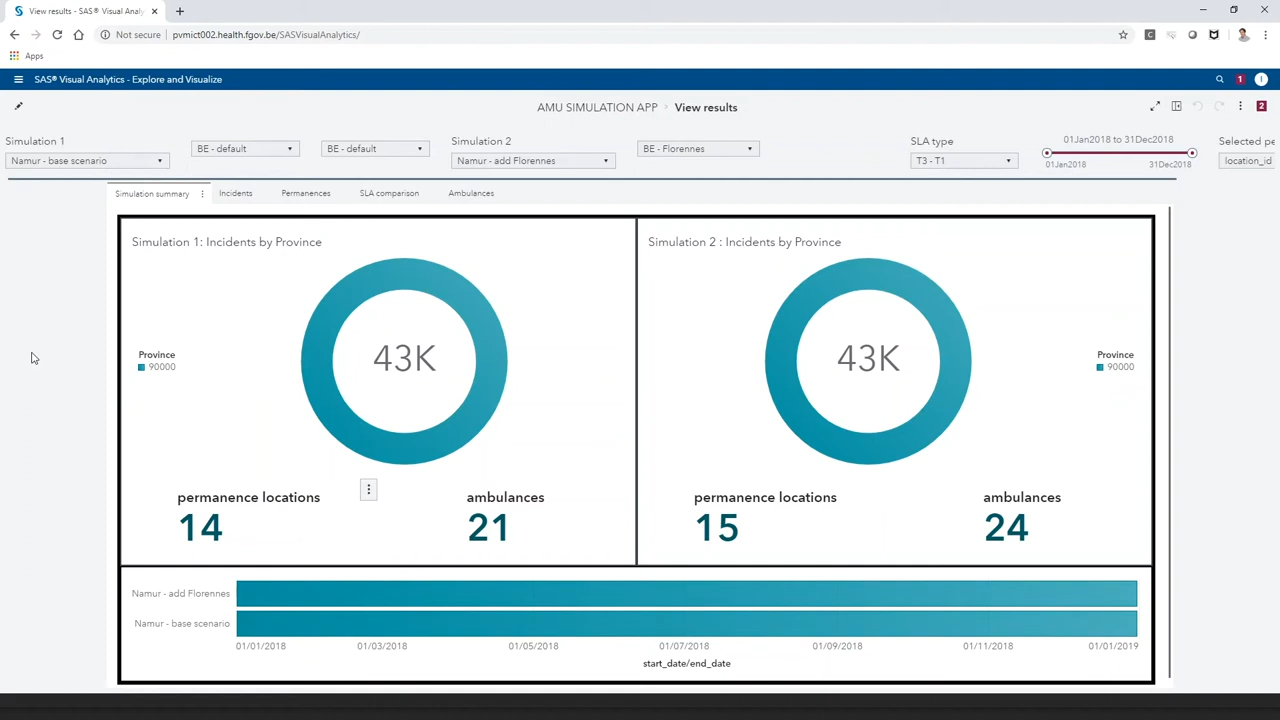 View results - SAS® Visual Analy
Not secure
pvmict002.health.fgov.be/SASVisualAnalytics/
Apps
SAS® Visual Analytics - Explore and Visualize
1
I
AMU SIMULATION APP
View results
2
Simulation 1
Namur - base scenario
BE - default
BE - default
Simulation 2
Namur - add Florennes
BE - Florennes
SLA type
T3 - T1
01Jan2018 to 31Dec2018
01Jan2018
31Dec2018
Selected pe
location_id
Simulation summary
Incidents
Permanences
SLA comparison
Ambulances
Simulation 1: Incidents by Province
Province
90000
43K
permanence locations
14
ambulances
21
Simulation 2 : Incidents by Province
43K
Province
90000
permanence locations
15
ambulances
24
Namur - add Florennes
Namur - base scenario
01/01/2018
01/03/2018
01/05/2018
01/07/2018
01/09/2018
01/11/2018
01/01/2019
start_date/end_date